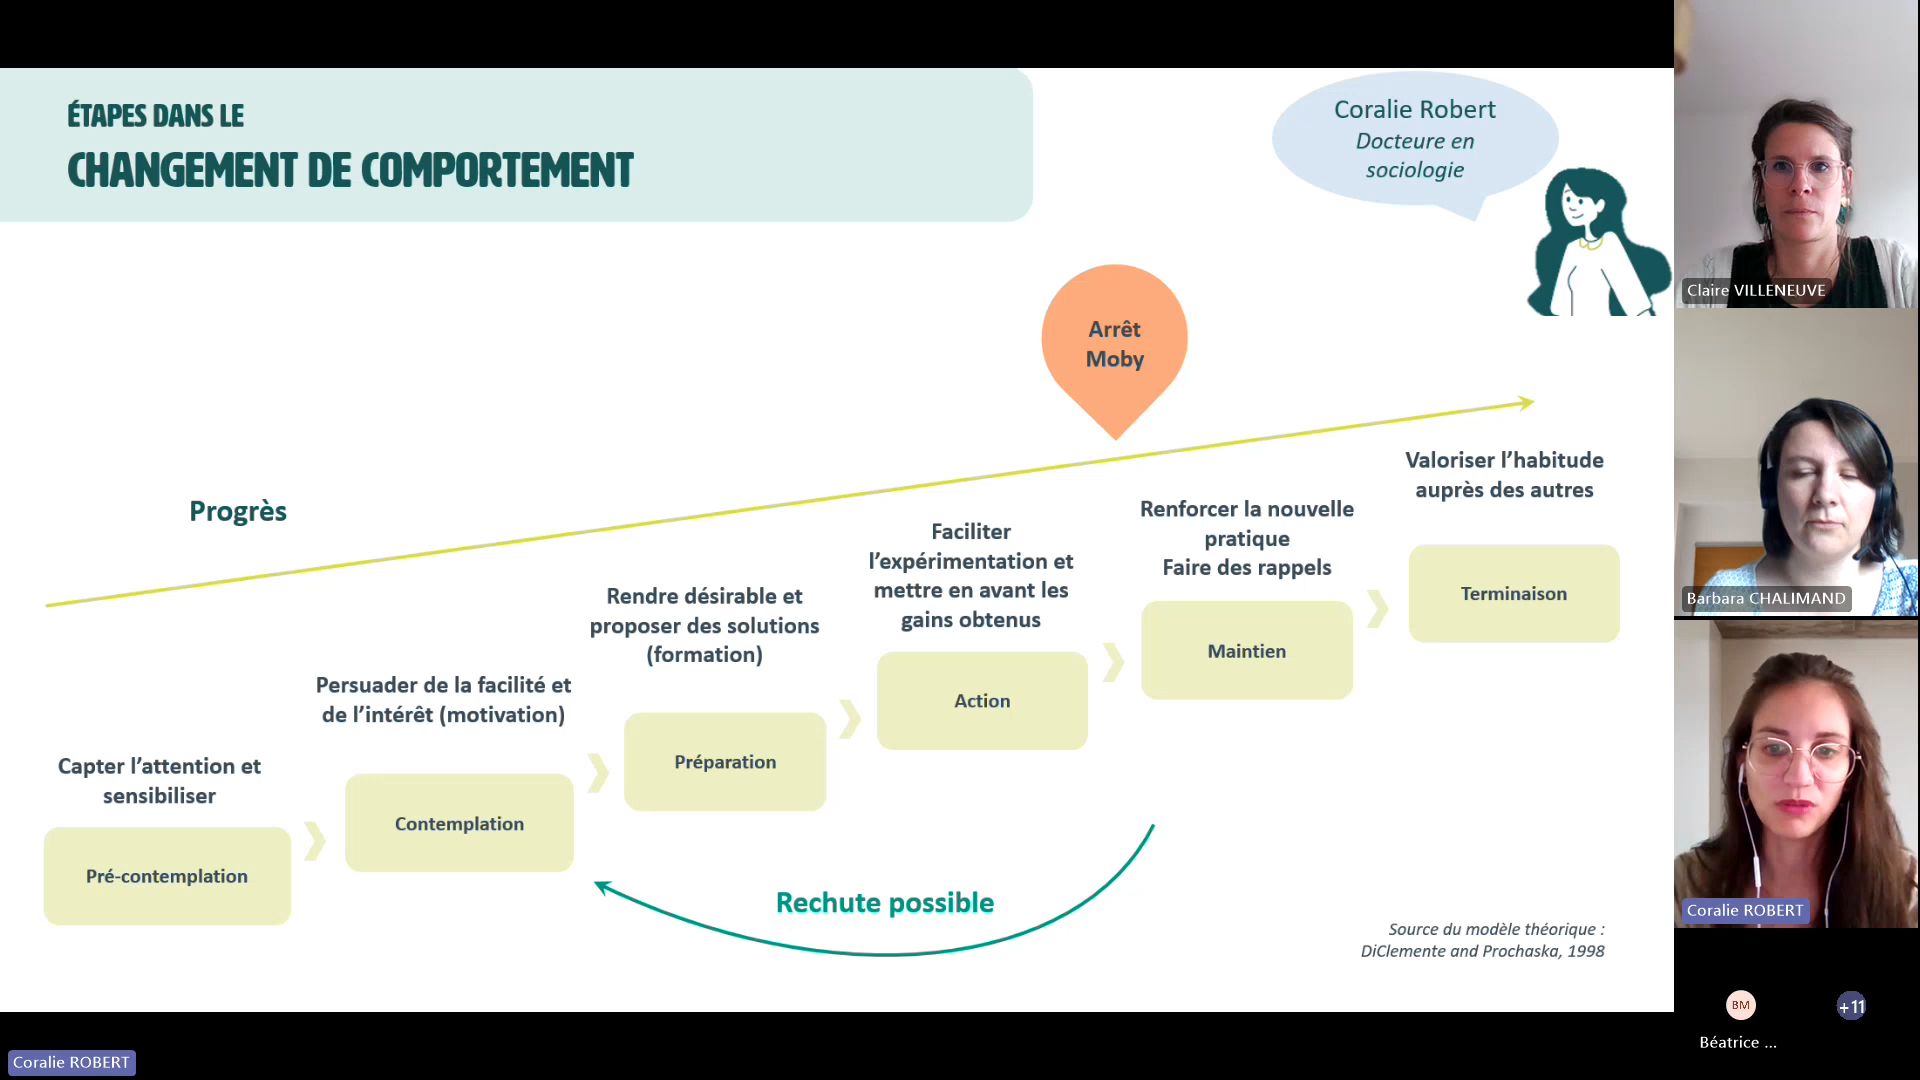 ÉTAPES DANS LE
CHANGEMENT DE COMPORTEMENT
Coralie Robert
Docteure en
sociologie
Arrêt
Moby
Progrès
Capter l’attention et
sensibiliser
Pré-contemplation
Persuader de la facilité et
de l’intérêt (motivation)
Contemplation
Rendre désirable et
proposer des solutions
(formation)
Préparation
Faciliter
l’expérimentation et
mettre en avant les
gains obtenus
Action
Renforcer la nouvelle
pratique
Faire des rappels
Maintien
Valoriser l’habitude
auprès des autres
Terminaison
Rechute possible
Source du modèle théorique :
DiClemente and Prochaska, 1998
Claire VILLENEUVE
Barbara CHALIMAND
Coralie ROBERT
BM
+11
Béatrice ...
Coralie ROBERT